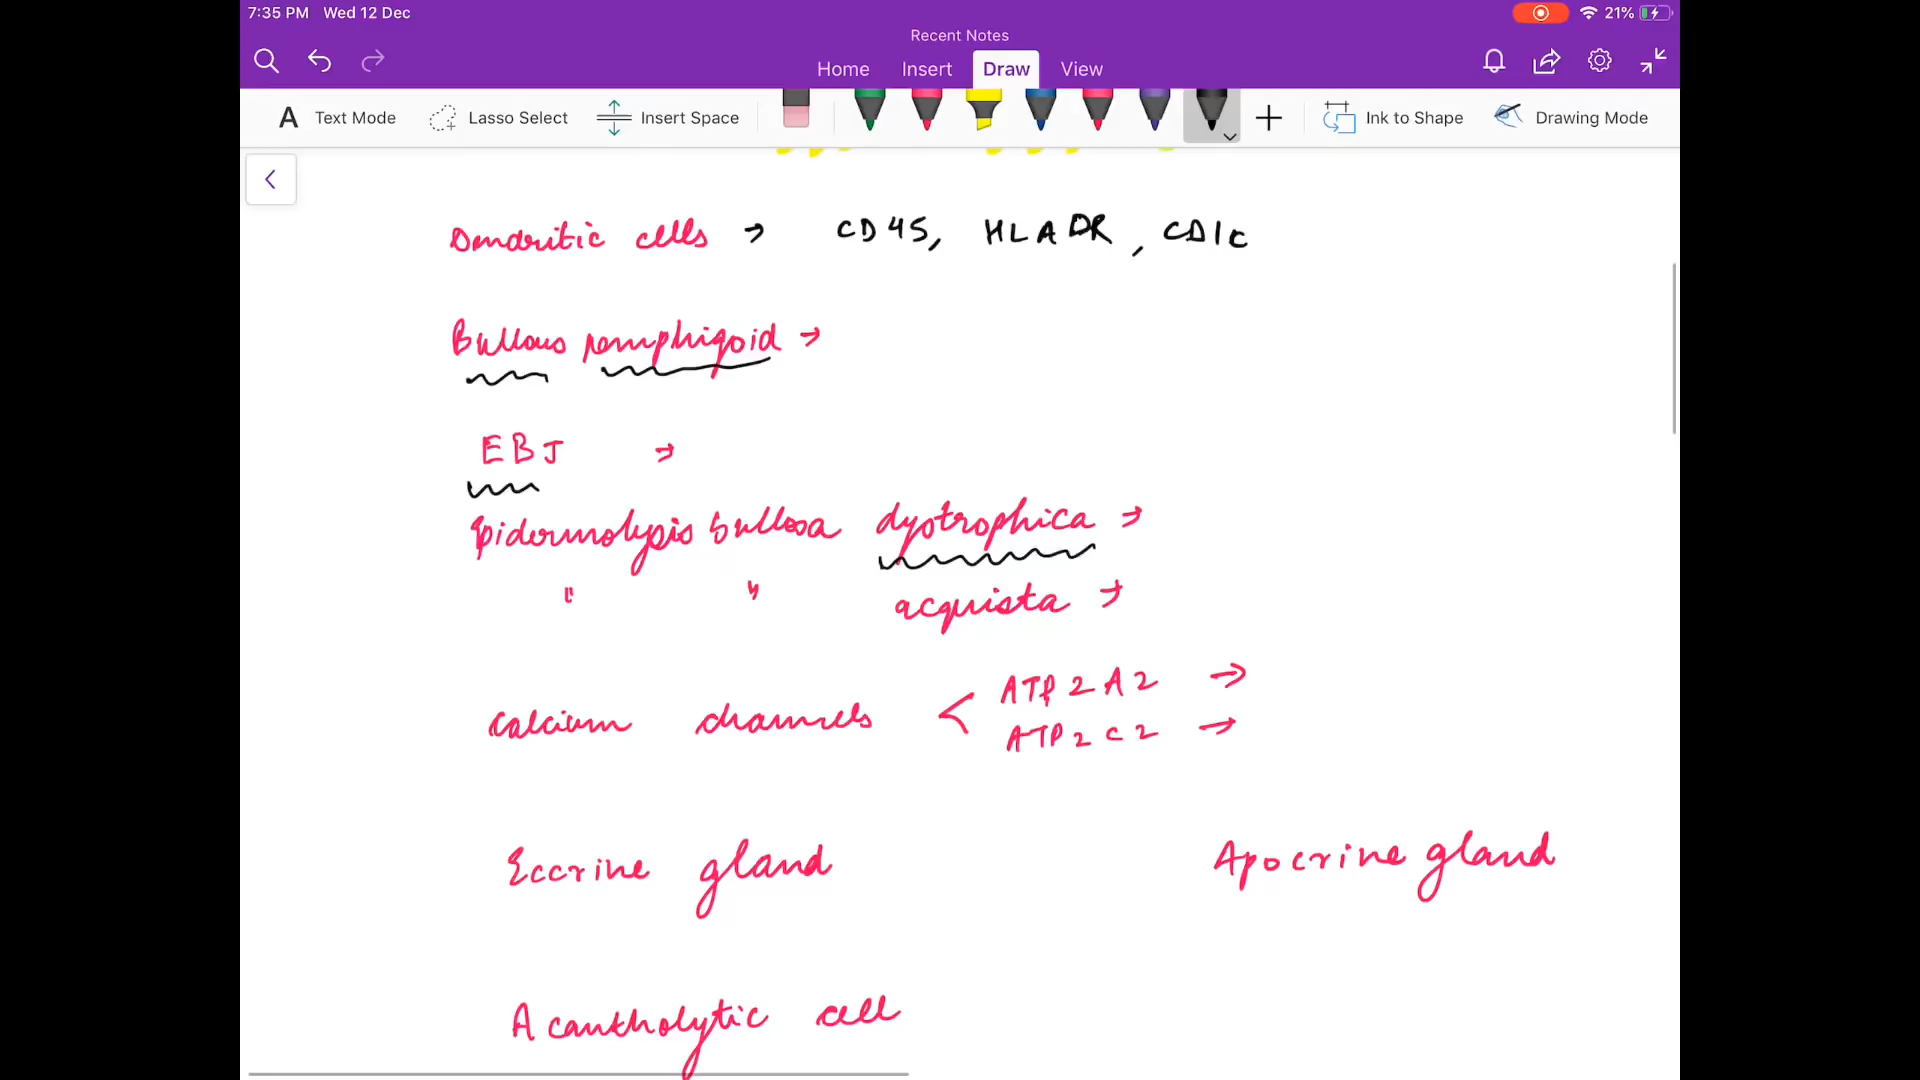 7:35 PM Wed 12 Dec
21%
Recent Notes
Home Insert Draw View
A Text Mode Lasso Select Insert Space Ink to Shape Drawing Mode
Dendritic cells → CD45, HLA DR, CD1c
Bullous pemphigoid →
EBJ →
Epidermolysis bullosa dystrophica →
" " acquista →
Calcium channels < ATP2A2 →
ATP2C2 →
Eccrine gland Apocrine gland
Acantholytic cell